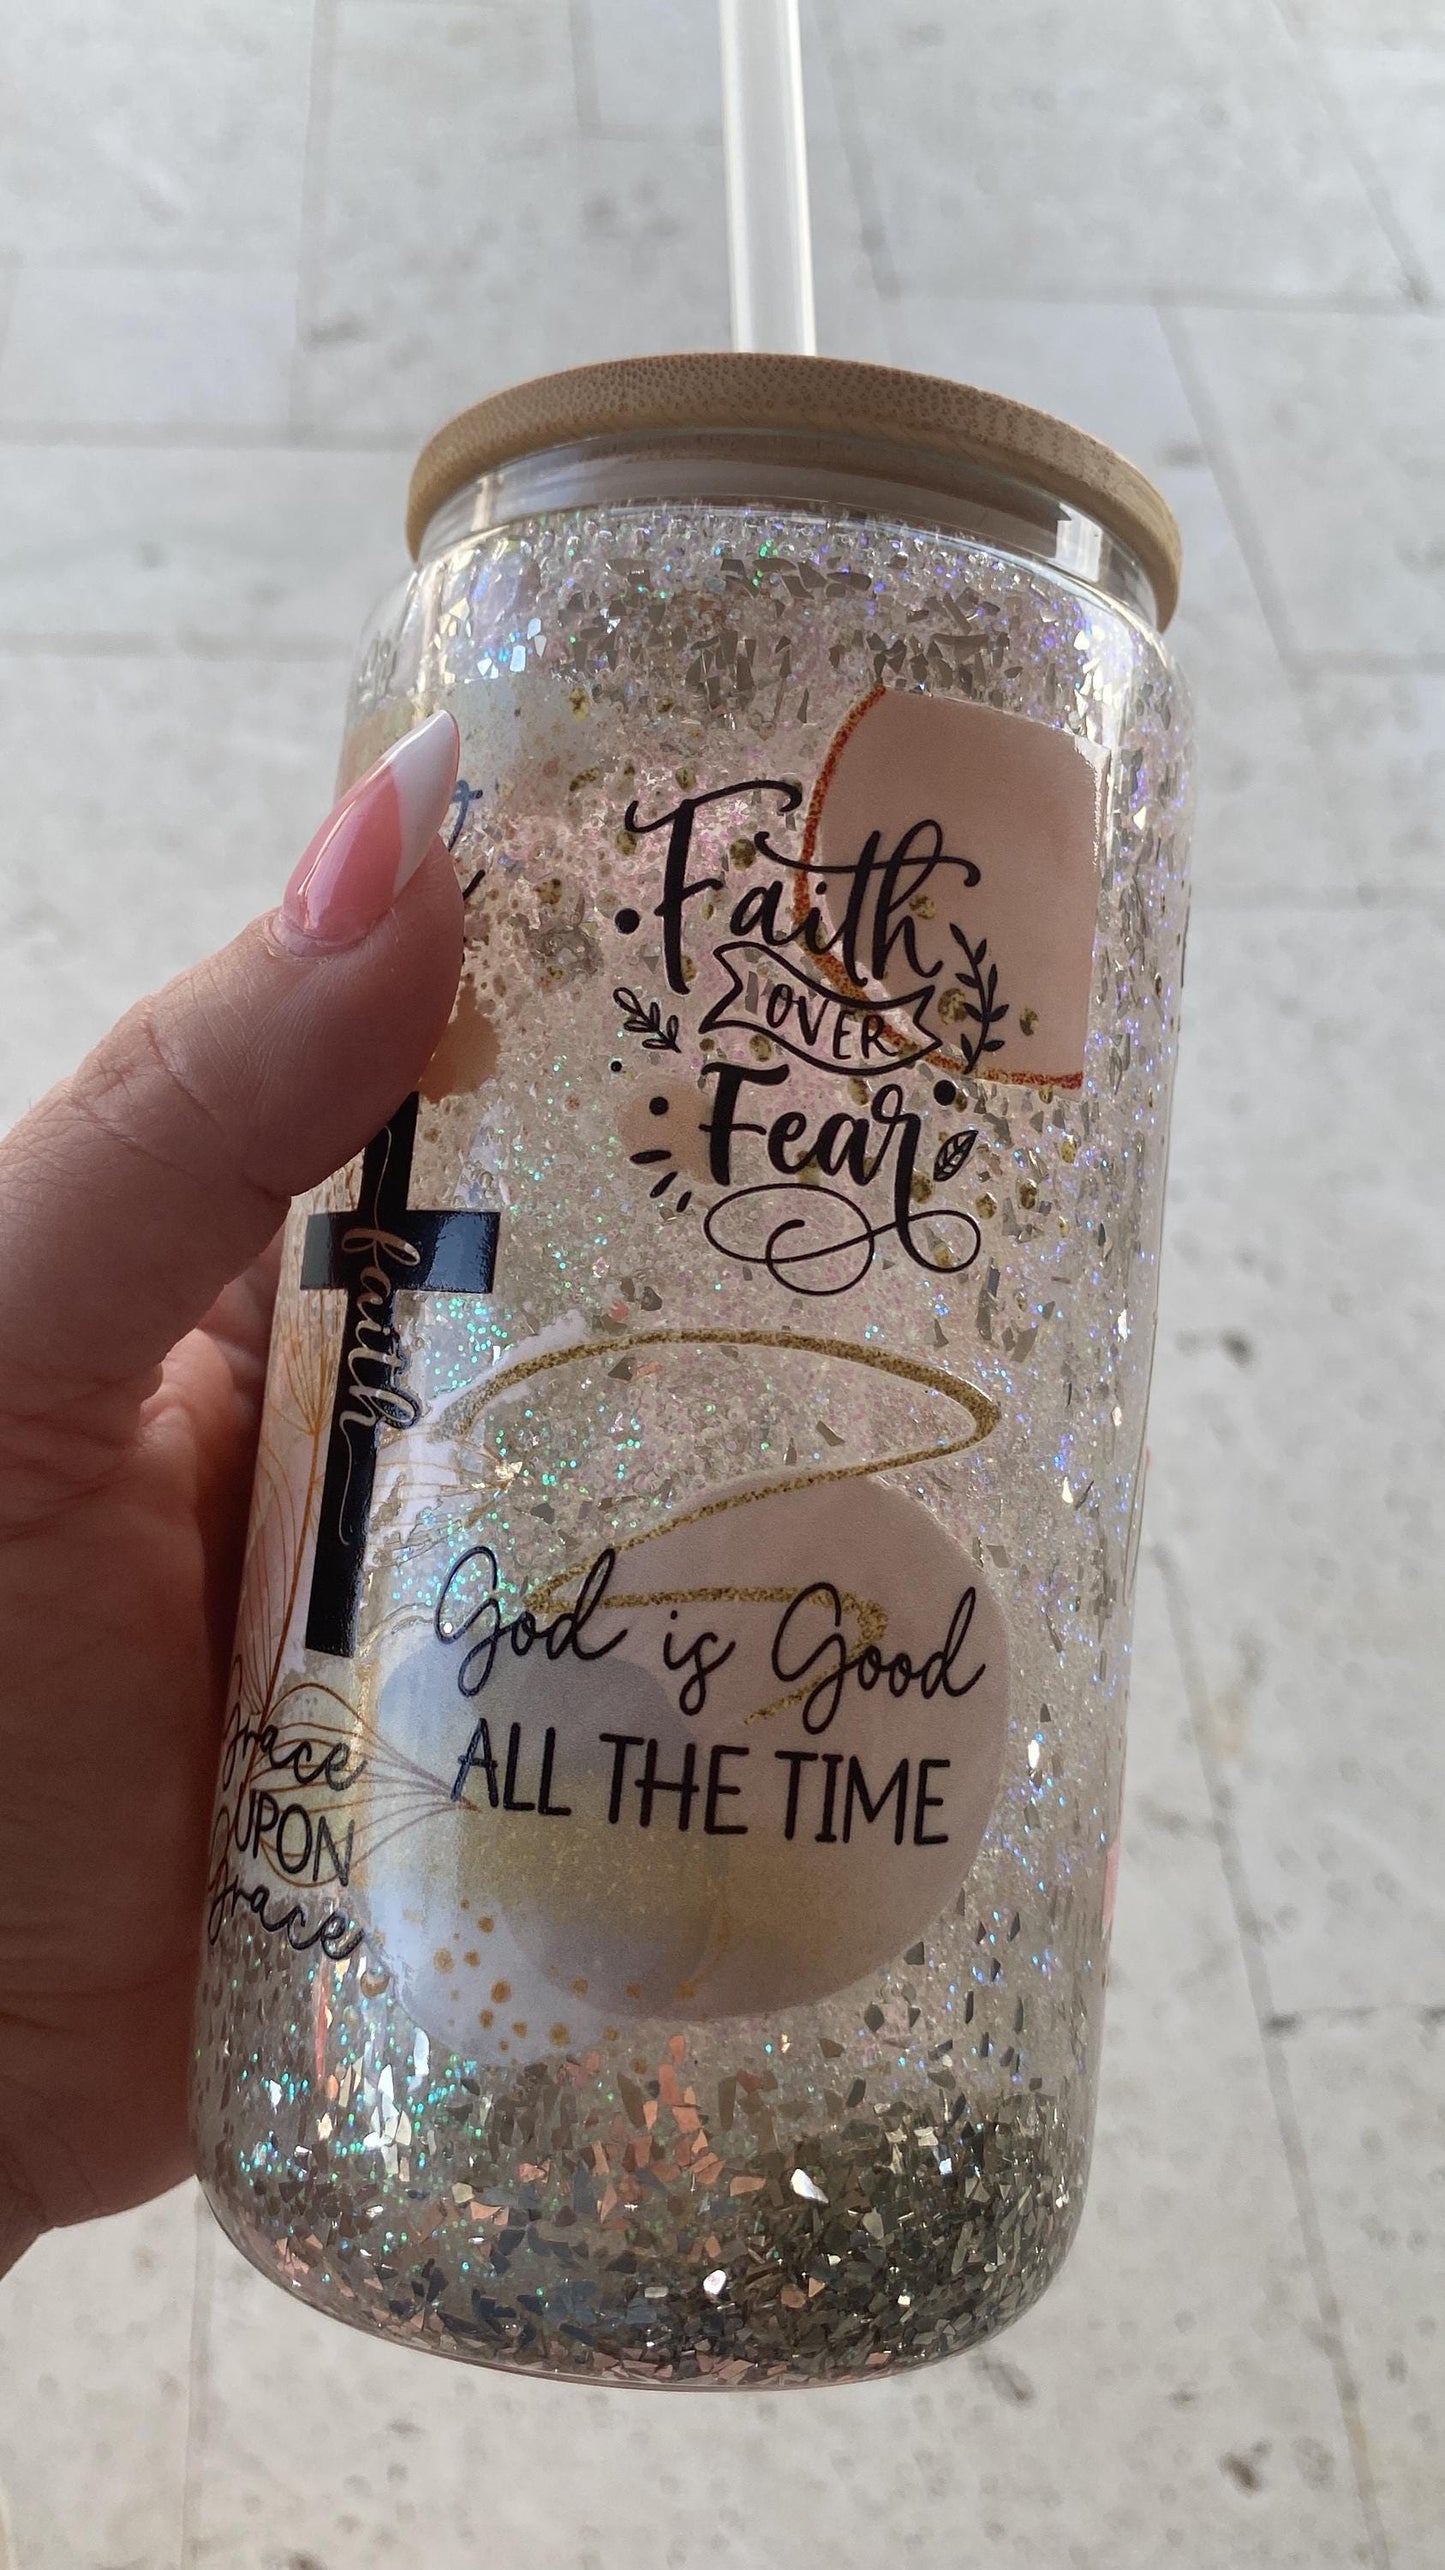 Faith
OVER
Fear
faith
God is Good
ALL THE TIME
Grace
UPON
Grace